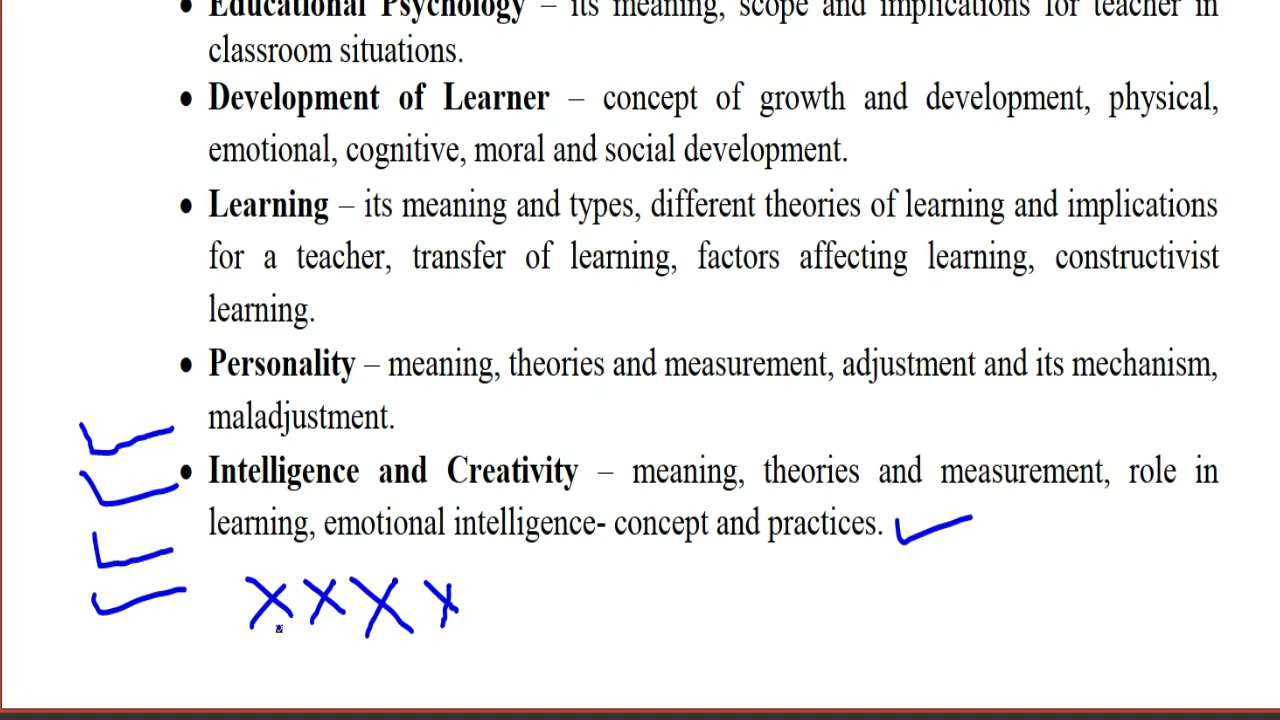 • Educational Psychology – its meaning, scope and implications for teacher in
classroom situations.
• Development of Learner – concept of growth and development, physical,
emotional, cognitive, moral and social development.
• Learning – its meaning and types, different theories of learning and implications
for a teacher, transfer of learning, factors affecting learning, constructivist
learning.
• Personality – meaning, theories and measurement, adjustment and its mechanism,
maladjustment.
• Intelligence and Creativity – meaning, theories and measurement, role in
learning, emotional intelligence- concept and practices.